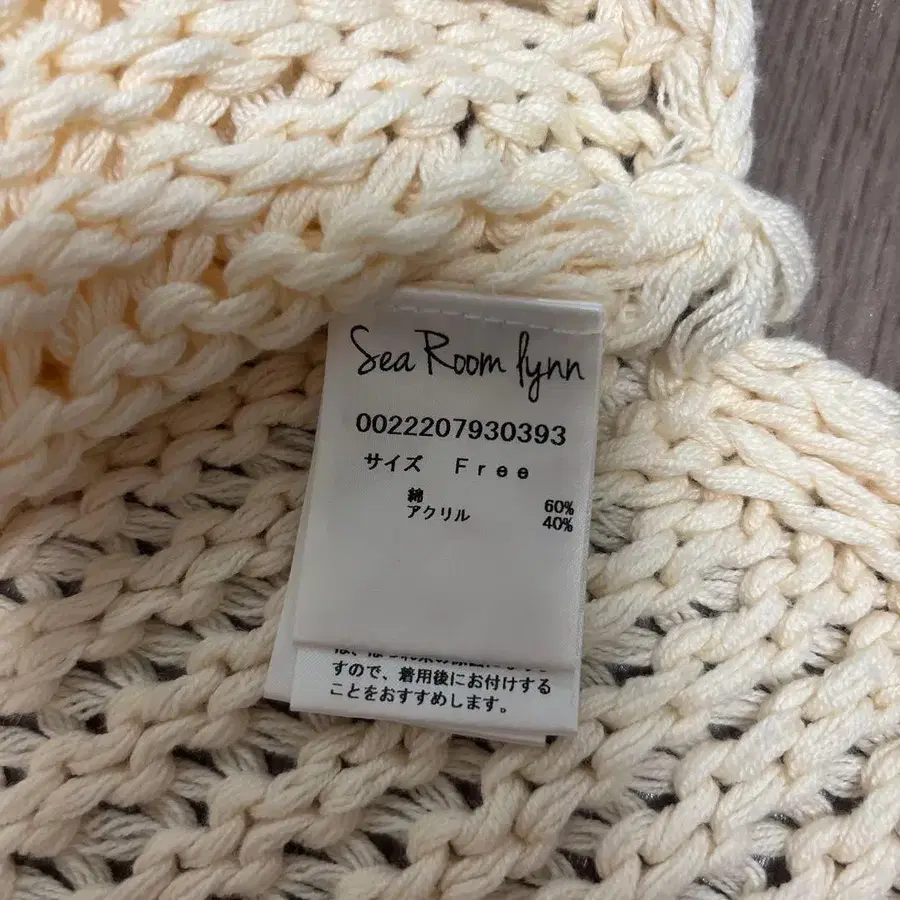 Sea Room lynn
0022207930393
サイズ Free
綿 60%
アクリル 40%
すので、着用後にお付けする
ことをおすすめします。